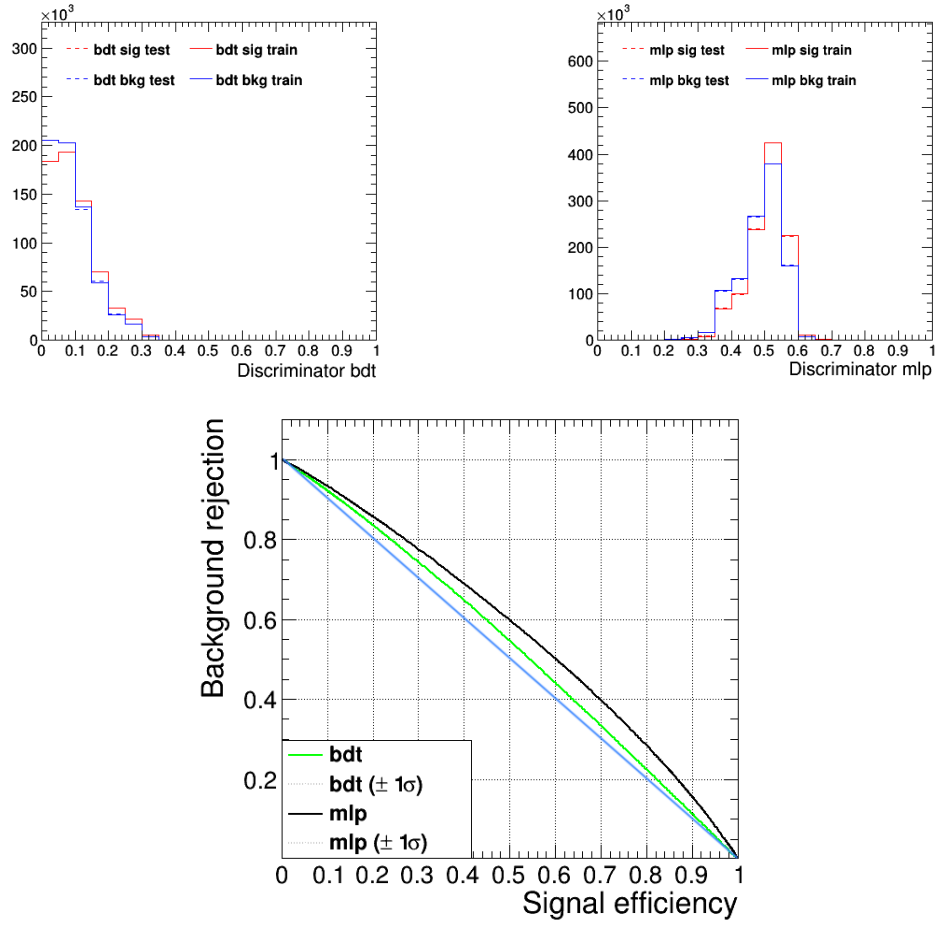 ×10³
300
250
200
150
100
50
0
bdt sig test bdt sig train
bdt bkg test bdt bkg train
0 0.1 0.2 0.3 0.4 0.5 0.6 0.7 0.8 0.9 1
Discriminator bdt
×10³
600
500
400
300
200
100
0
mlp sig test mlp sig train
mlp bkg test mlp bkg train
0 0.1 0.2 0.3 0.4 0.5 0.6 0.7 0.8 0.9 1
Discriminator mlp
Background rejection
1
0.8
0.6
0.4
0.2
bdt
bdt (± 1σ)
mlp
mlp (± 1σ)
0 0.1 0.2 0.3 0.4 0.5 0.6 0.7 0.8 0.9 1
Signal efficiency